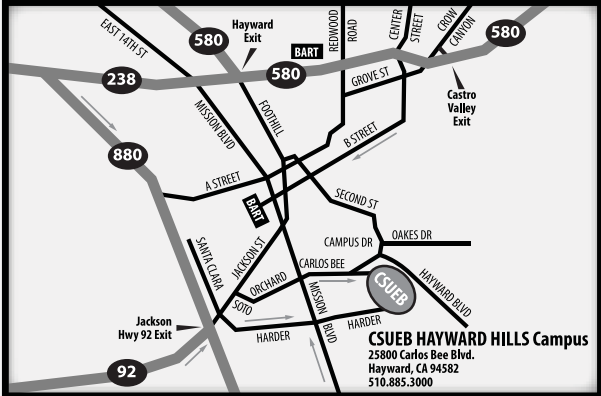 EAST 14TH ST
580
Hayward
Exit
BART
REDWOOD
ROAD
CENTER
STREET
CROW
CANYON
580
238
580
GROVE ST
Castro
Valley
Exit
MISSION BLVD
FOOTHILL
880
B STREET
A STREET
BART
SECOND ST
SANTA CLARA
JACKSON ST
CAMPUS DR
OAKES DR
CARLOS BEE
ORCHARD
SOTO
MISSION
BLVD
CSUEB
HAYWARD BLVD
Jackson
Hwy 92 Exit
HARDER
HARDER
92
CSUEB HAYWARD HILLS Campus
25800 Carlos Bee Blvd.
Hayward, CA 94582
510.885.3000